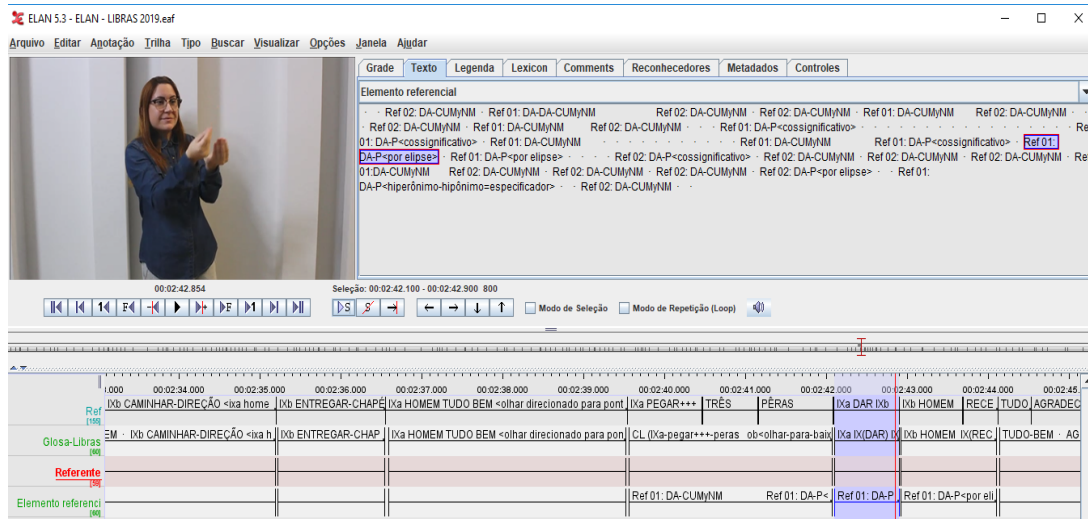 ELAN 5.3 - ELAN - LIBRAS 2019.eaf
Arquivo Editar Anotação Trilha Tipo Buscar Visualizar Opções Janela Ajudar
Grade Texto Legenda Lexicon Comments Reconhecedores Metadados Controles
Elemento referencial
· · Ref 02: DA-CUMyNM · Ref 01: DA-DA-CUMyNM Ref 02: DA-CUMyNM · Ref 02: DA-CUMyNM · Ref 01: DA-CUMyNM Ref 02: DA-CUMyNM ·
· Ref 02: DA-CUMyNM · Ref 01: DA-CUMyNM Ref 02: DA-CUMyNM · · · Ref 01: DA-P<cossignificativo> · · · · · · · · · · · · · Re
01: DA-P<cossignificativo> · Ref 01: DA-CUMyNM · · · · · · · · · · Ref 01: DA-CUMyNM Ref 01: DA-P<cossignificativo> · Ref 01:
DA-P<por elipse> · Ref 01: DA-P<por elipse> · · · · Ref 02: DA-P<cossignificativo> · Ref 02: DA-CUMyNM · Ref 02: DA-CUMyNM · Ref 02: DA-CUMyNM · Re
01:DA-CUMyNM Ref 02: DA-CUMyNM · Ref 02: DA-CUMyNM · Ref 02: DA-CUMyNM · Ref 02: DA-P<por elipse> · · Ref 01:
DA-P<hiperônimo-hipônimo=especificador> · · Ref 02: DA-CUMyNM · ·
00:02:42.854 Seleção: 00:02:42.100 - 00:02:42.900 800
Modo de Seleção Modo de Repetição (Loop)
00:02:34.000 00:02:35.000 00:02:36.000 00:02:37.000 00:02:38.000 00:02:39.000 00:02:40.000 00:02:41.000 00:02:42.000 00:02:43.000 00:02:44.000 00:02:45
Ref IXb CAMINHAR-DIREÇÃO <ixa home IXb ENTREGAR-CHAPÉ IXa HOMEM TUDO BEM <olhar direcionado para pont IXa PEGAR+++ TRÊS PÊRAS IXa DAR IXb IXb HOMEM RECE TUDO AGRADEC
[155]
Glosa-Libras EM · IXb CAMINHAR-DIREÇÃO <ixa h IXb ENTREGAR-CHAP IXa HOMEM TUDO BEM <olhar direcionado para pon CL (IXa-pegar+++-peras ob<olhar-para-baix IXa IX(DAR) IX IXb HOMEM IX(REC TUDO-BEM · AG
[60]
Referente
Elemento referenci Ref 01: DA-CUMyNM Ref 01: DA-P< Ref 01: DA-P Ref 01: DA-P<por eli
[60]